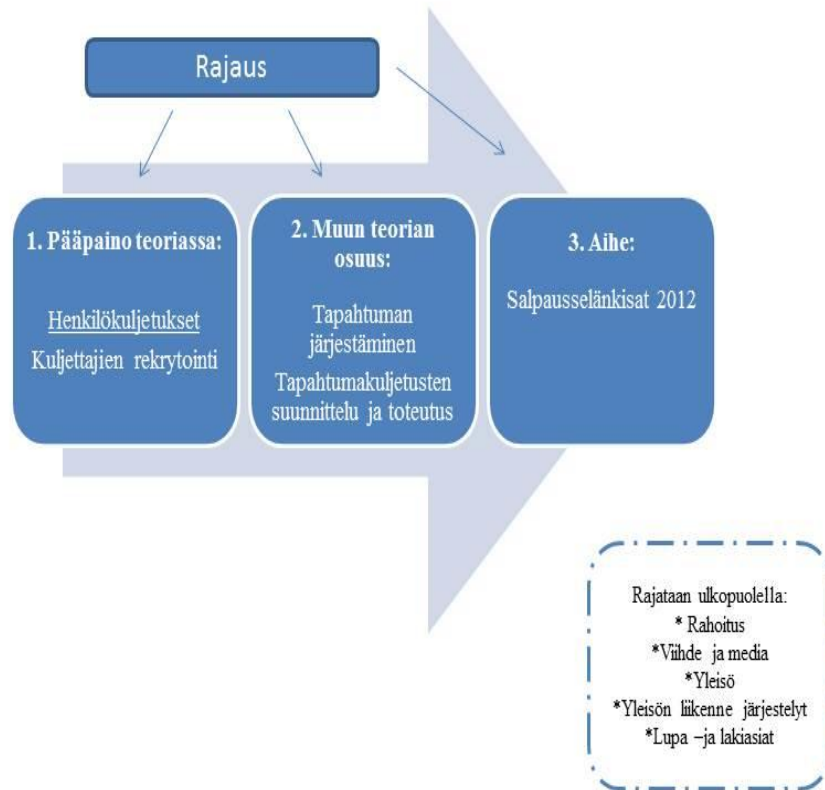 Rajaus
1. Pääpaino teoriassa:
Henkilökuljetukset
Kuljettajien rekrytointi
2. Muun teorian
osuus:
Tapahtuman
järjestäminen
Tapahtumakuljetusten
suunnittelu ja toteutus
3. Aihe:
Salpausselänkisat 2012
Rajataan ulkopuolella:
* Rahoitus
*Viihde ja media
*Yleisö
*Yleisön liikenne järjestelyt
*Lupa –ja lakiasiat